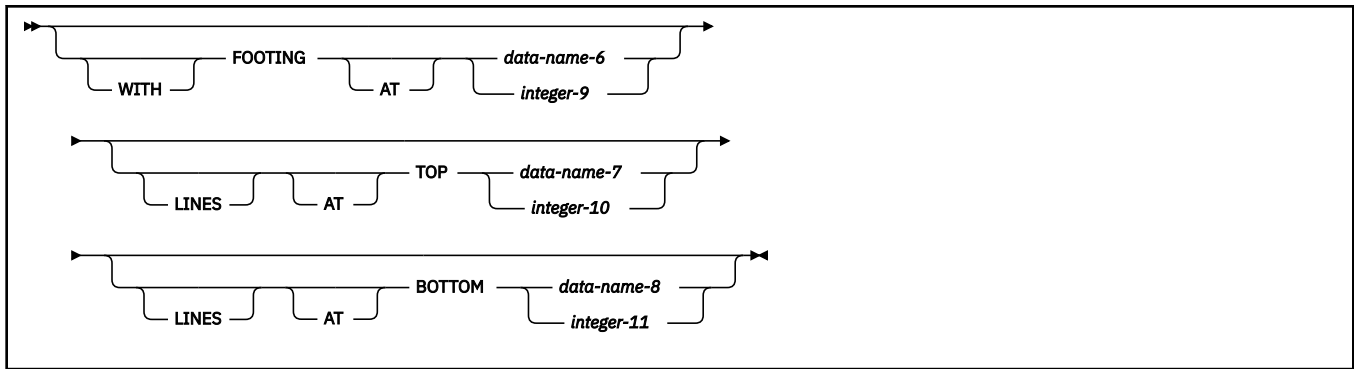 FOOTING data-name-6
WITH AT integer-9
TOP data-name-7
LINES AT integer-10
BOTTOM data-name-8
LINES AT integer-11